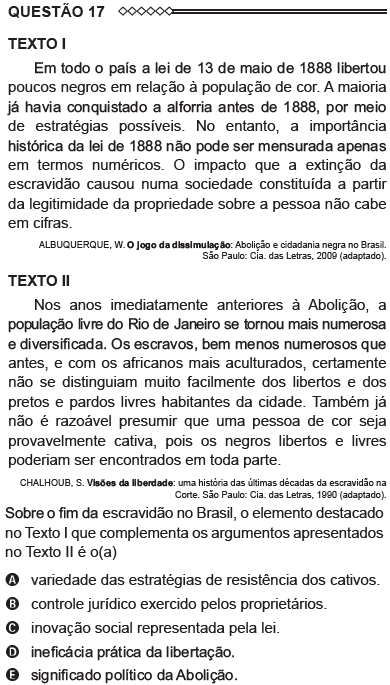 QUESTÃO 17
TEXTO I
Em todo o país a lei de 13 de maio de 1888 libertou
poucos negros em relação à população de cor. A maioria
já havia conquistado a alforria antes de 1888, por meio
de estratégias possíveis. No entanto, a importância
histórica da lei de 1888 não pode ser mensurada apenas
em termos numéricos. O impacto que a extinção da
escravidão causou numa sociedade constituída a partir
da legitimidade da propriedade sobre a pessoa não cabe
em cifras.
ALBUQUERQUE, W. O jogo da dissimulação: Abolição e cidadania negra no Brasil.
São Paulo: Cia. das Letras, 2009 (adaptado).
TEXTO II
Nos anos imediatamente anteriores à Abolição, a
população livre do Rio de Janeiro se tornou mais numerosa
e diversificada. Os escravos, bem menos numerosos que
antes, e com os africanos mais aculturados, certamente
não se distinguiam muito facilmente dos libertos e dos
pretos e pardos livres habitantes da cidade. Também já
não é razoável presumir que uma pessoa de cor seja
provavelmente cativa, pois os negros libertos e livres
poderiam ser encontrados em toda parte.
CHALHOUB, S. Visões da liberdade: uma história das últimas décadas da escravidão na
Corte. São Paulo: Cia. das Letras, 1990 (adaptado).
Sobre o fim da escravidão no Brasil, o elemento destacado
no Texto I que complementa os argumentos apresentados
no Texto II é o(a)
A variedade das estratégias de resistência dos cativos.
B controle jurídico exercido pelos proprietários.
C inovação social representada pela lei.
D ineficácia prática da libertação.
E significado político da Abolição.